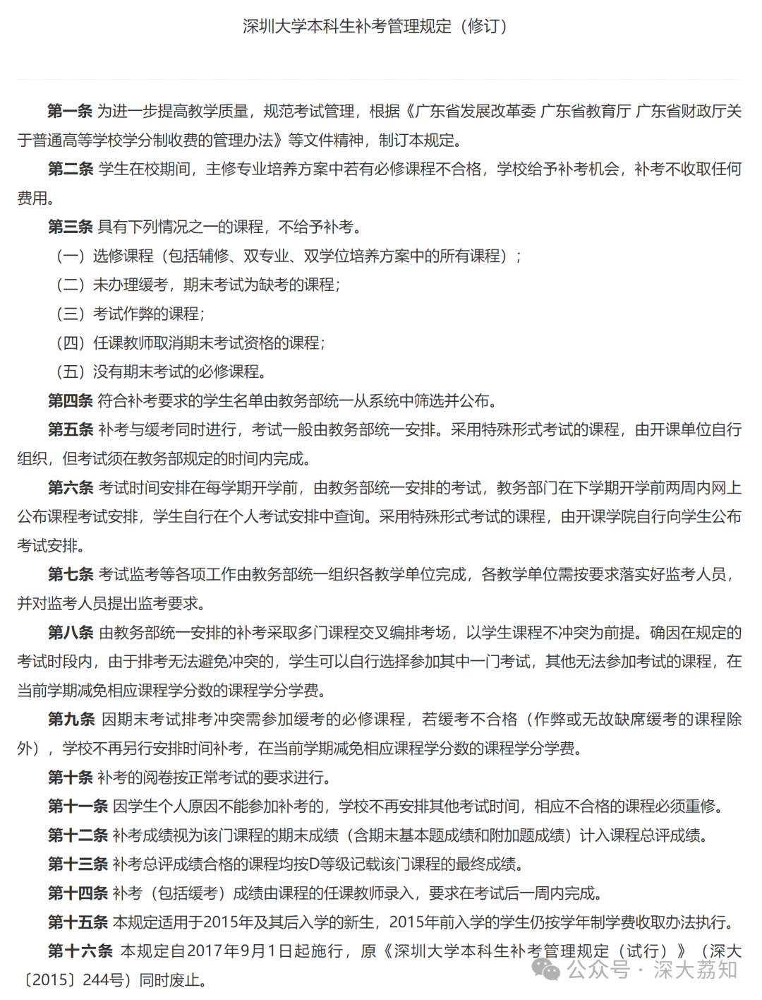 深圳大学本科生补考管理规定（修订）
第一条 为进一步提高教学质量，规范考试管理，根据《广东省发展改革委 广东省教育厅 广东省财政厅关
于普通高等学校学分制收费的管理办法》等文件精神，制订本规定。
第二条 学生在校期间，主修专业培养方案中若有必修课程不合格，学校给予补考机会，补考不收取任何
费用。
第三条 具有下列情况之一的课程，不给予补考。
（一）选修课程（包括辅修、双专业、双学位培养方案中的所有课程）；
（二）未办理缓考，期末考试为缺考的课程；
（三）考试作弊的课程；
（四）任课教师取消期末考试资格的课程；
（五）没有期末考试的必修课程。
第四条 符合补考要求的学生名单由教务部统一从系统中筛选并公布。
第五条 补考与缓考同时进行，考试一般由教务部统一安排。采用特殊形式考试的课程，由开课单位自行
组织，但考试须在教务部规定的时间内完成。
第六条 考试时间安排在每学期开学前，由教务部统一安排的考试，教务部门在下学期开学前两周内网上
公布课程考试安排，学生自行在个人考试安排中查询。采用特殊形式考试的课程，由开课学院自行向学生公布
考试安排。
第七条 考试监考等各项工作由教务部统一组织各教学单位完成，各教学单位需按要求落实好监考人员，
并对监考人员提出监考要求。
第八条 由教务部统一安排的补考采取多门课程交叉编排考场，以学生课程不冲突为前提。确因在规定的
考试时段内，由于排考无法避免冲突的，学生可以自行选择参加其中一门考试，其他无法参加考试的课程，在
当前学期减免相应课程学分数的课程学分学费。
第九条 因期末考试排考冲突需参加缓考的必修课程，若缓考不合格（作弊或无故缺席缓考的课程除
外），学校不再另行安排时间补考，在当前学期减免相应课程学分数的课程学分学费。
第十条 补考的阅卷按正常考试的要求进行。
第十一条 因学生个人原因不能参加补考的，学校不再安排其他考试时间，相应不合格的课程必须重修。
第十二条 补考成绩视为该门课程的期末成绩（含期末基本题成绩和附加题成绩）计入课程总评成绩。
第十三条 补考总评成绩合格的课程均按D等级记载该门课程的最终成绩。
第十四条 补考（包括缓考）成绩由课程的任课教师录入，要求在考试后一周内完成。
第十五条 本规定适用于2015年及其后入学的新生，2015年前入学的学生仍按学年制学费收取办法执行。
第十六条 本规定自2017年9月1日起施行，原《深圳大学本科生补考管理规定（试行）》（深大
〔2015〕244号）同时废止。
公众号 · 深大荔知